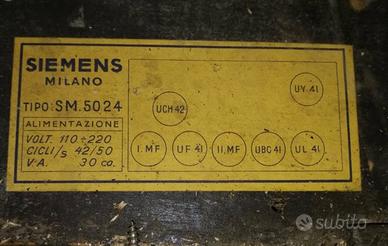 SIEMENS
MILANO
TIPO: SM. 5024
ALIMENTAZIONE
VOLT. 110÷220
CICLI/s 42/50
V·A. 30 ca.
UY 41
UCH 42
I. MF
UF 41
II. MF
UBC 41
UL 41
subito